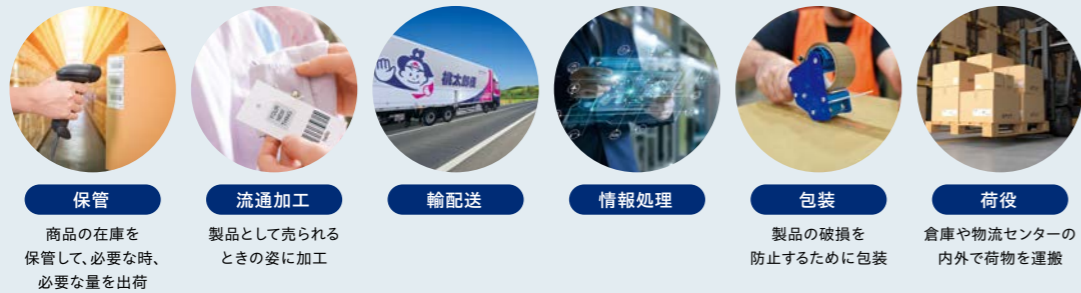 桃太郎便
保管
商品の在庫を
保管して、必要な時、
必要な量を出荷
流通加工
製品として売られる
ときの姿に加工
輸配送
情報処理
包装
製品の破損を
防止するために包装
荷役
倉庫や物流センターの
内外で荷物を運搬